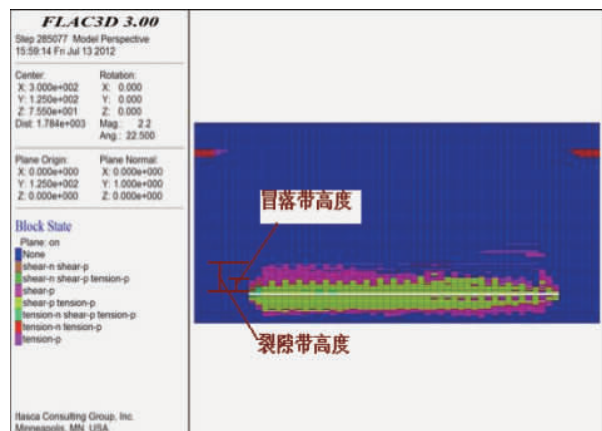 FLAC3D 3.00
Step 285077 Model Perspective
15:59:14 Fri Jul 13 2012
Center: Rotation:
X: 3.000e+002 X: 0.000
Y: 1.250e+002 Y: 0.000
Z: 7.550e+001 Z: 0.000
Dist: 1.784e+003 Mag.: 2.2
Ang.: 22.500
Plane Origin: Plane Normal:
X: 0.000e+000 X: 0.000e+000
Y: 1.250e+002 Y: 1.000e+000
Z: 0.000e+000 Z: 0.000e+000
Block State
Plane: on
None
shear-n shear-p
shear-n shear-p tension-p
shear-p
shear-p tension-p
tension-n shear-p tension-p
tension-n tension-p
tension-p
冒落带高度
裂隙带高度
Itasca Consulting Group, Inc.
Minneapolis, MN USA